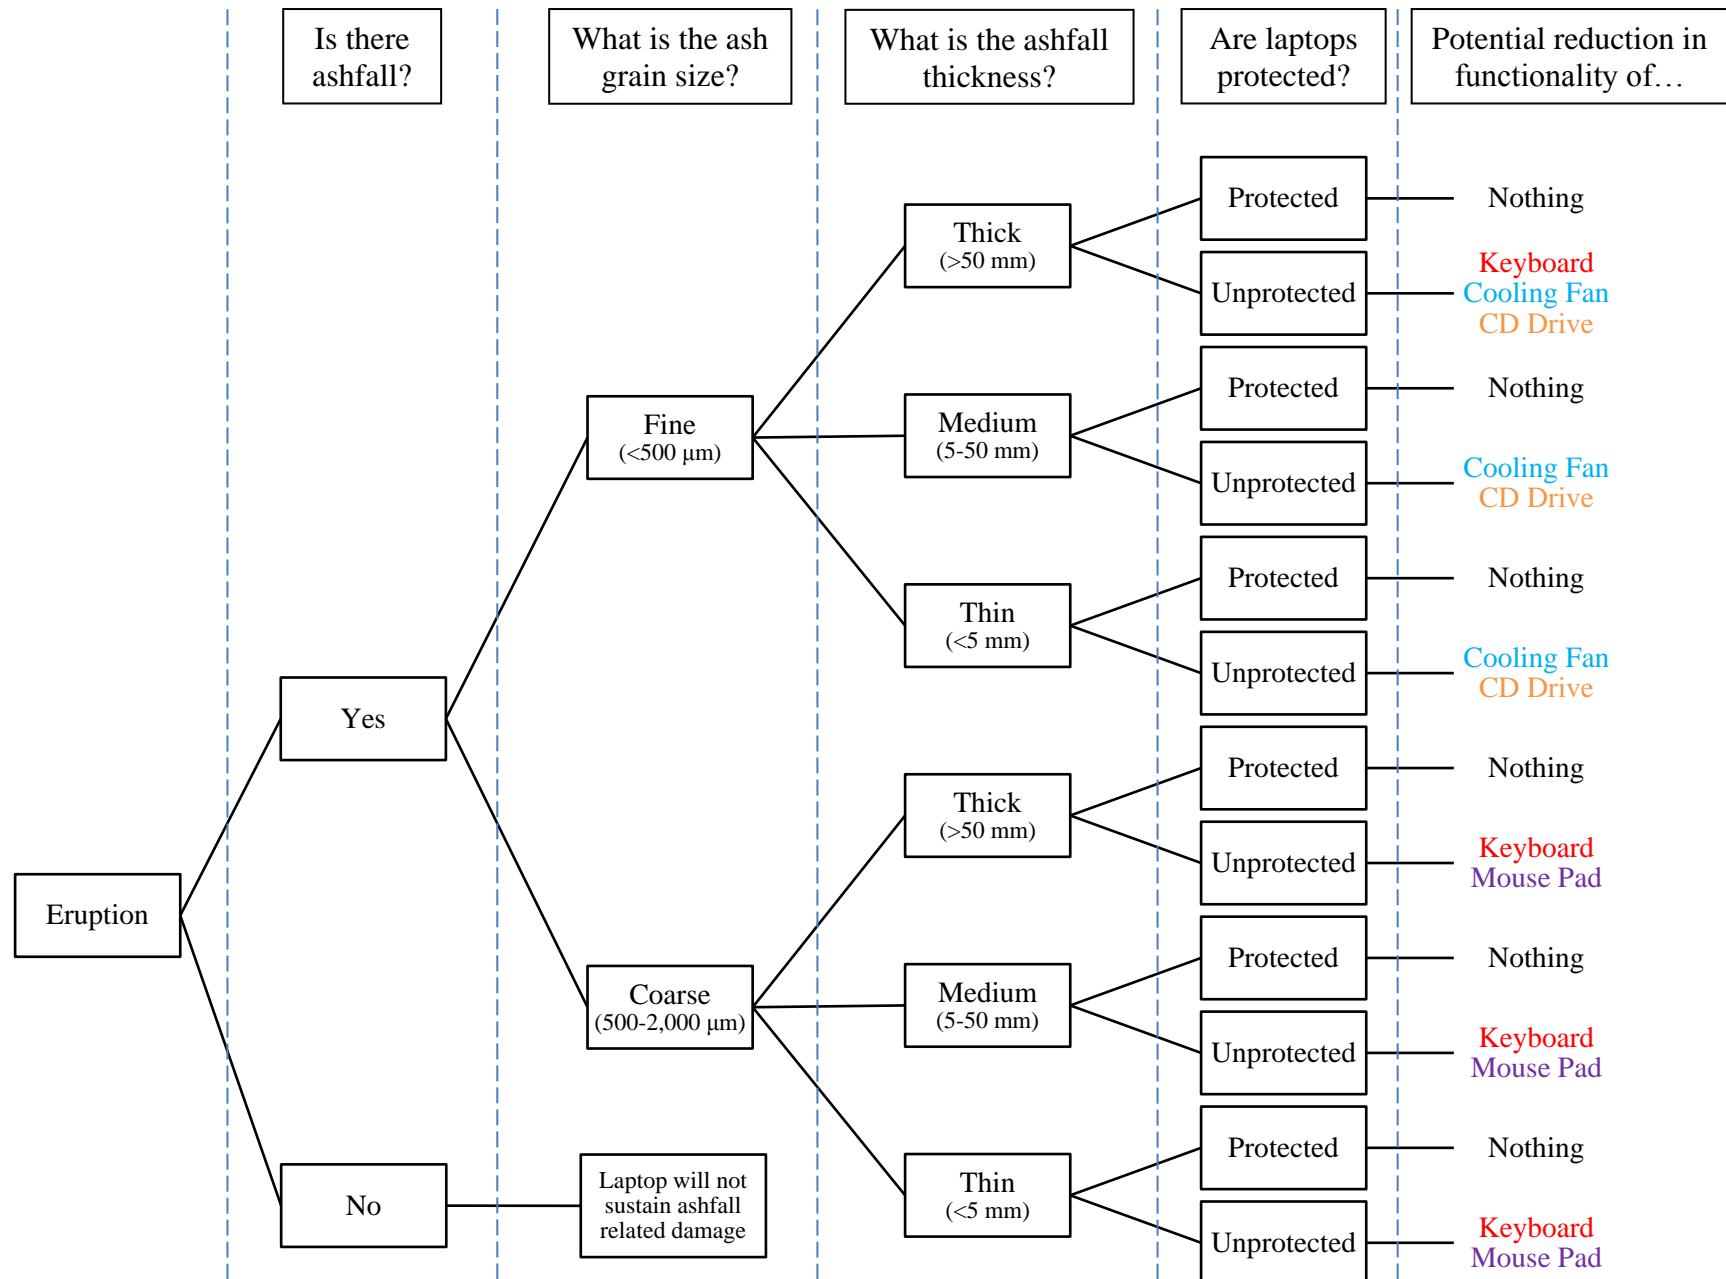 Is there
ashfall?
What is the ash
grain size?
What is the ashfall
thickness?
Are laptops
protected?
Potential reduction in
functionality of…
Eruption
Yes
No
Laptop will not
sustain ashfall
related damage
Fine
(<500 μm)
Coarse
(500-2,000 μm)
Thick
(>50 mm)
Medium
(5-50 mm)
Thin
(<5 mm)
Thick
(>50 mm)
Medium
(5-50 mm)
Thin
(<5 mm)
Protected
Nothing
Unprotected
Keyboard
Cooling Fan
CD Drive
Protected
Nothing
Unprotected
Cooling Fan
CD Drive
Protected
Nothing
Unprotected
Cooling Fan
CD Drive
Protected
Nothing
Unprotected
Keyboard
Mouse Pad
Protected
Nothing
Unprotected
Keyboard
Mouse Pad
Protected
Nothing
Unprotected
Keyboard
Mouse Pad